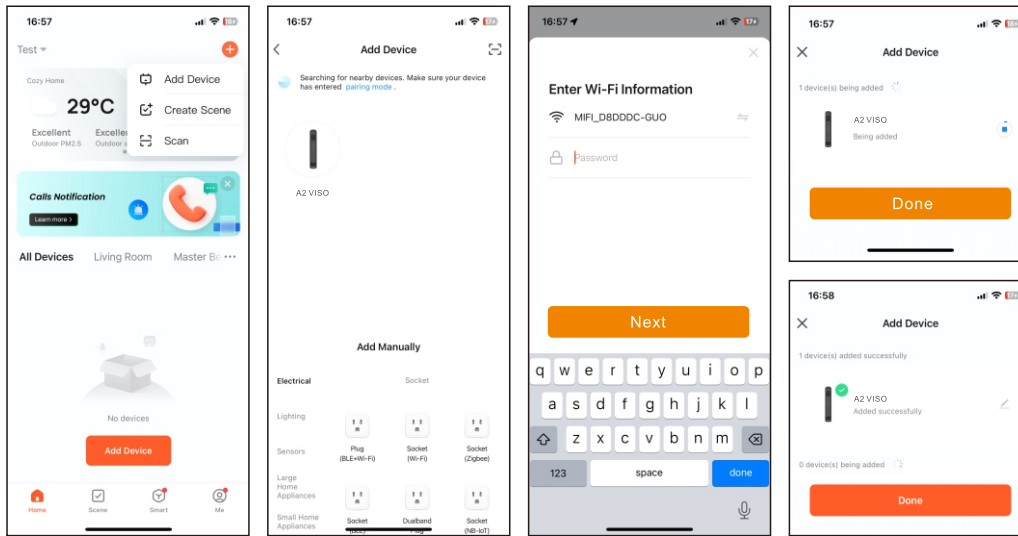 16:57
Test
Cozy Home
29°C
Excellent
Outdoor PM2.5
Add Device
Create Scene
Scan
Calls Notification
Learn more >
All Devices Living Room Master Be ···
No devices
Add Device
Home Scene Smart Me
16:57
Add Device
Searching for nearby devices. Make sure your device
has entered pairing mode .
A2 VISO
Add Manually
Electrical Socket
Lighting
Sensors
Large
Home
Appliances
Small Home
Appliances
Plug
(BLE+Wi-Fi)
Socket
(Wi-Fi)
Socket
(Zigbee)
Socket
Dualband
Plug
Socket
(NB-IoT)
16:57
Enter Wi-Fi Information
MIFI_D8DDDC-GUO
Password
Next
q w e r t y u i o p
a s d f g h j k l
z x c v b n m
123 space done
16:57
Add Device
1 device(s) being added
A2 VISO
Being added
Done
16:58
Add Device
1 device(s) added successfully
A2 VISO
Added successfully
0 device(s) being added
Done